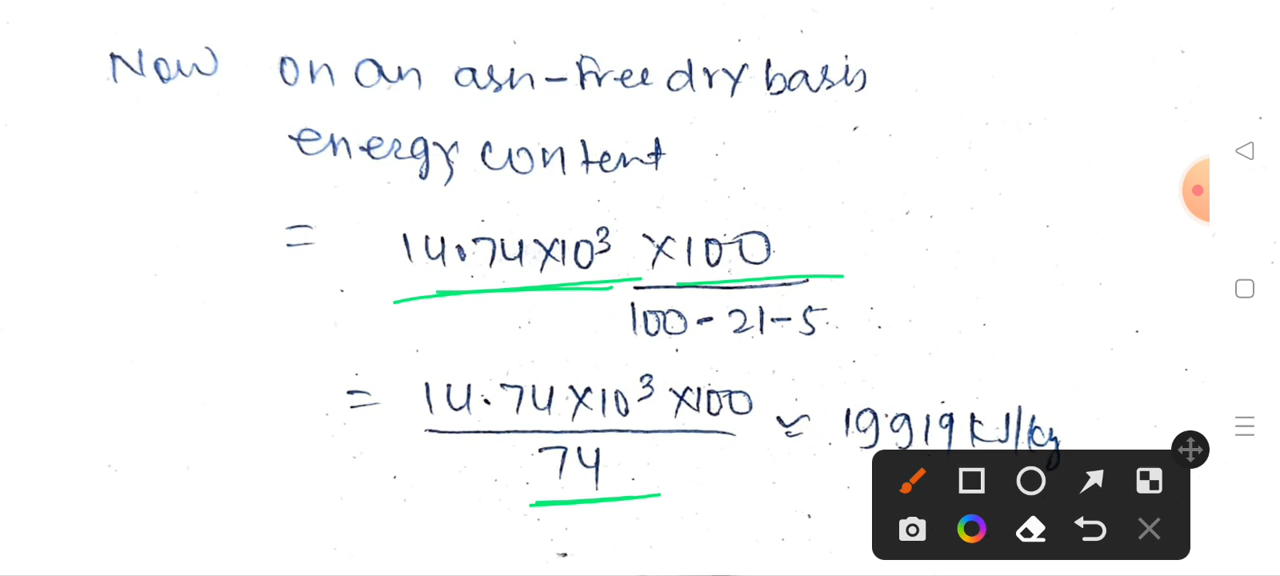 Now on an ash-free dry basis
energy content
= 14.74×10³ ×100
100-21-5
= 14.74×10³ ×100
74
≈ 19919 kJ/kg